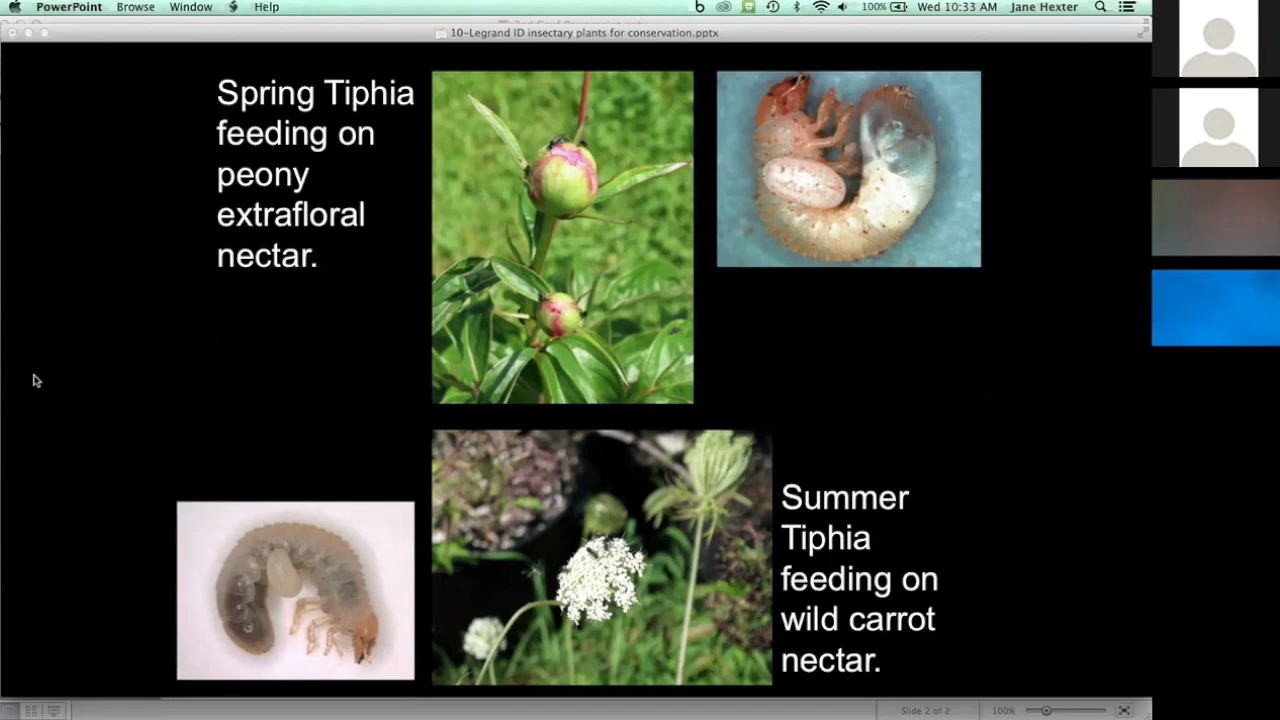 PowerPoint Browse Window Help 100% Wed 10:33 AM Jane Hexter
10-Legrand ID insectary plants for conservation.pptx
Spring Tiphia
feeding on
peony
extrafloral
nectar.
Summer
Tiphia
feeding on
wild carrot
nectar.
Slide 2 of 2 100%